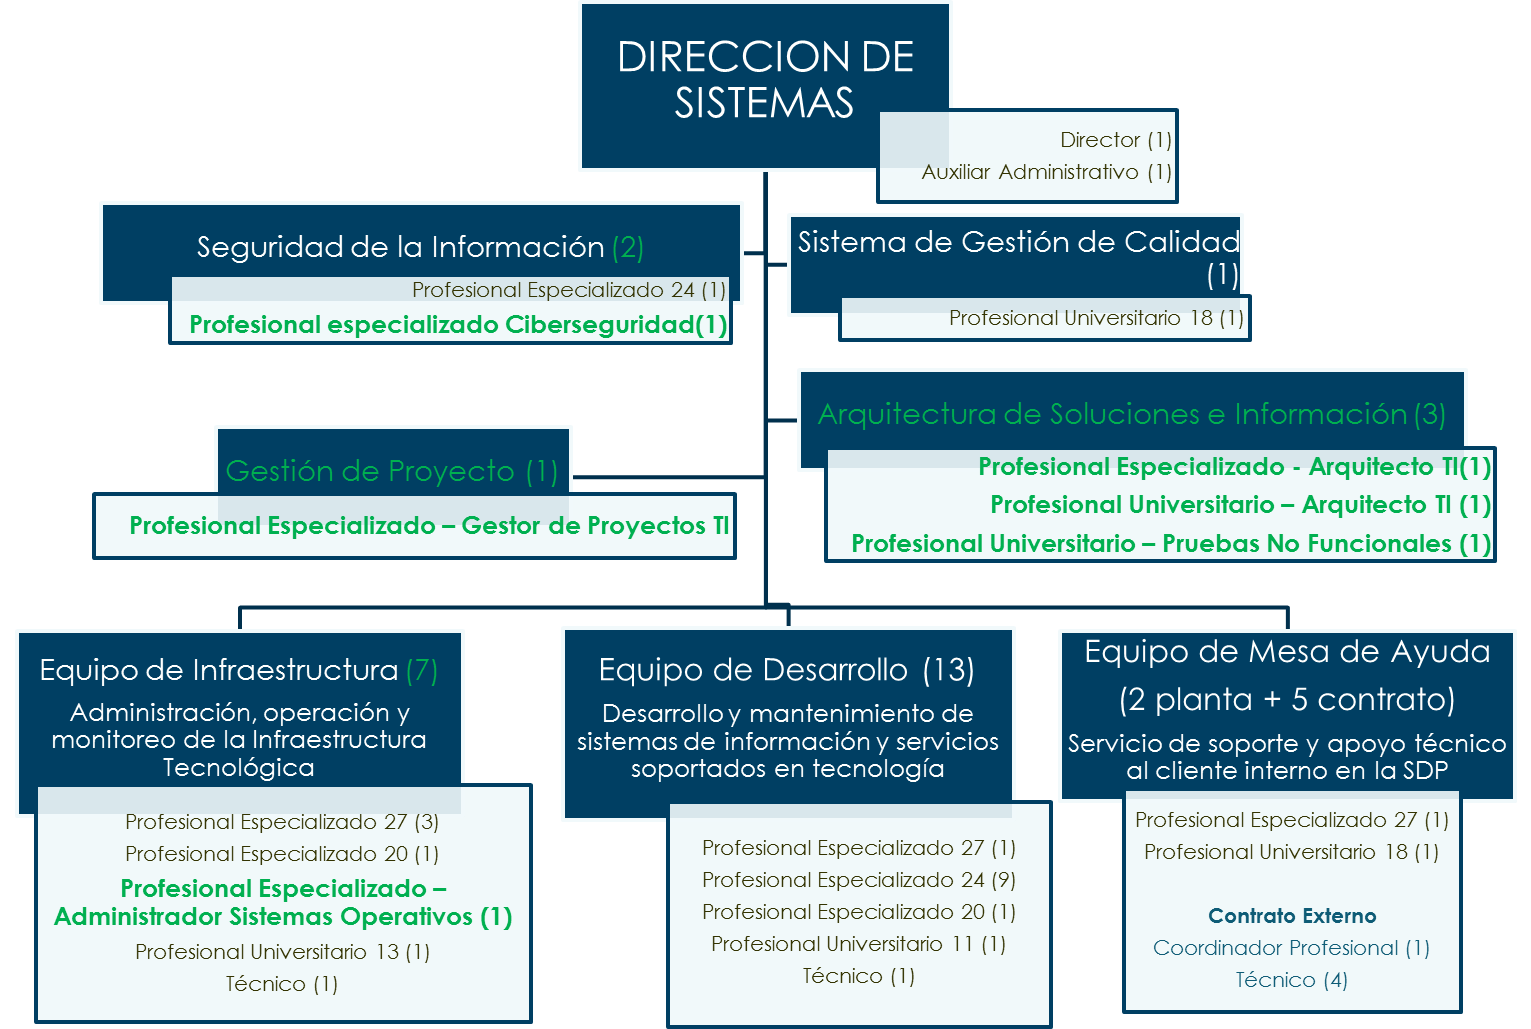 DIRECCION DE
SISTEMAS
Director (1)
Auxiliar Administrativo (1)
Seguridad de la Información (2)
Profesional Especializado 24 (1)
Profesional especializado Ciberseguridad(1)
Sistema de Gestión de Calidad
(1)
Profesional Universitario 18 (1)
Arquitectura de Soluciones e Información (3)
Profesional Especializado - Arquitecto TI(1)
Profesional Universitario – Arquitecto TI (1)
Profesional Universitario – Pruebas No Funcionales (1)
Gestión de Proyecto (1)
Profesional Especializado – Gestor de Proyectos TI
Equipo de Infraestructura (7)
Administración, operación y
monitoreo de la Infraestructura
Tecnológica
Profesional Especializado 27 (3)
Profesional Especializado 20 (1)
Profesional Especializado –
Administrador Sistemas Operativos (1)
Profesional Universitario 13 (1)
Técnico (1)
Equipo de Desarrollo (13)
Desarrollo y mantenimiento de
sistemas de información y servicios
soportados en tecnología
Profesional Especializado 27 (1)
Profesional Especializado 24 (9)
Profesional Especializado 20 (1)
Profesional Universitario 11 (1)
Técnico (1)
Equipo de Mesa de Ayuda
(2 planta + 5 contrato)
Servicio de soporte y apoyo técnico
al cliente interno en la SDP
Profesional Especializado 27 (1)
Profesional Universitario 18 (1)
Contrato Externo
Coordinador Profesional (1)
Técnico (4)